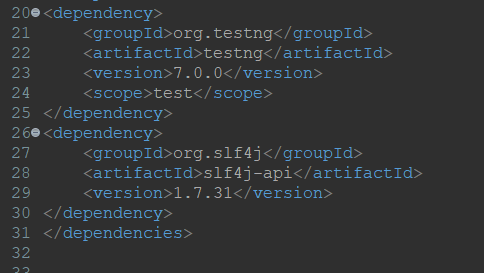 20 <dependency>
21 <groupId>org.testng</groupId>
22 <artifactId>testng</artifactId>
23 <version>7.0.0</version>
24 <scope>test</scope>
25 </dependency>
26 <dependency>
27 <groupId>org.slf4j</groupId>
28 <artifactId>slf4j-api</artifactId>
29 <version>1.7.31</version>
30 </dependency>
31 </dependencies>
32